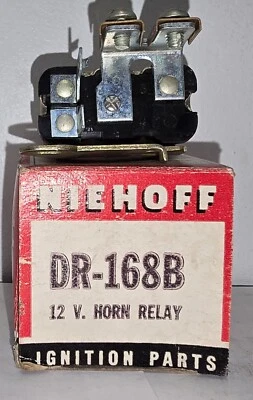 NIEHOFF
DR-168B
12 V. HORN RELAY
IGNITION PARTS